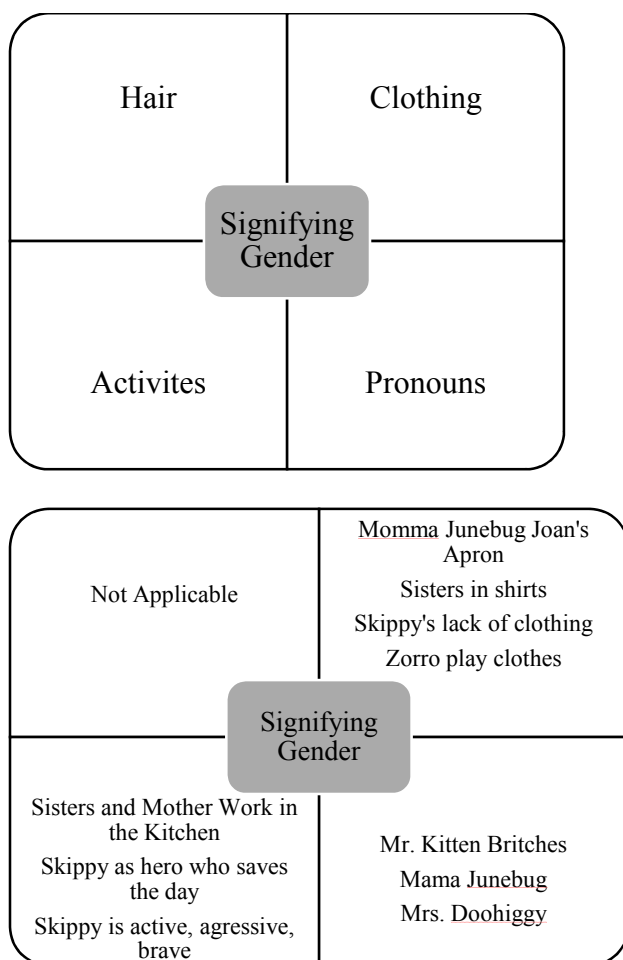 Hair
Clothing
Signifying
Gender
Activites
Pronouns
Not Applicable
Momma Junebug Joan's
Apron
Sisters in shirts
Skippy's lack of clothing
Zorro play clothes
Signifying
Gender
Sisters and Mother Work in
the Kitchen
Skippy as hero who saves
the day
Skippy is active, agressive,
brave
Mr. Kitten Britches
Mama Junebug
Mrs. Doohiggy